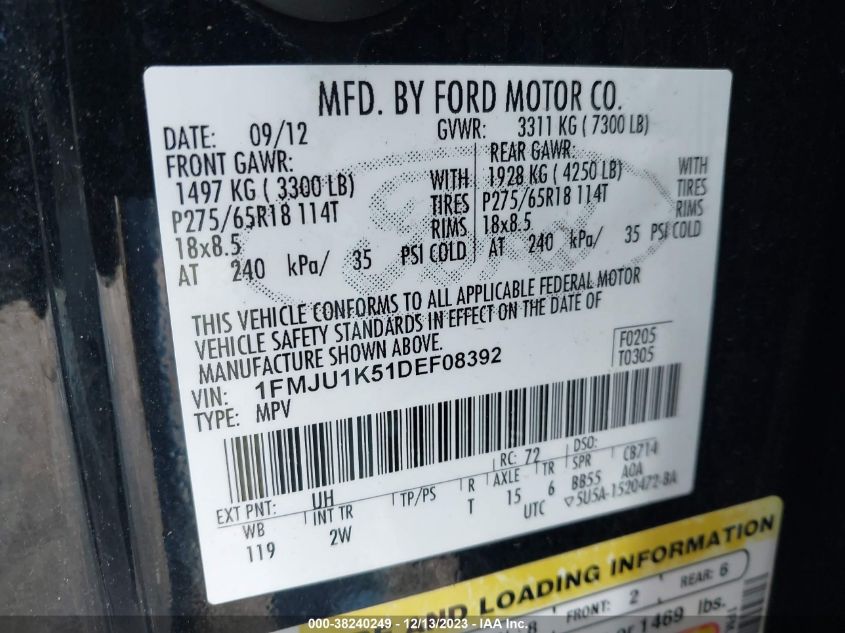 MFD. BY FORD MOTOR CO.
DATE: 09/12 GVWR: 3311 KG ( 7300 LB)
FRONT GAWR: REAR GAWR:
1497 KG ( 3300 LB) WITH 1928 KG ( 4250 LB) WITH
P275/65R18 114T TIRES P275/65R18 114T TIRES
18x8.5 RIMS 18x8.5 RIMS
AT 240 kPa/ 35 PSI COLD AT 240 kPa/ 35 PSI COLD
THIS VEHICLE CONFORMS TO ALL APPLICABLE FEDERAL MOTOR
VEHICLE SAFETY STANDARDS IN EFFECT ON THE DATE OF
MANUFACTURE SHOWN ABOVE.
F0205
VIN: 1FMJU1K51DEF08392
T0305
TYPE: MPV
RC: 72 DSO:
EXT PNT: UH TP/PS R AXLE TR SPR CB714
WB INT TR T 15 6 BB55 A0A
119 2W UTC 5U5A-1520472-BA
AND LOADING INFORMATION
8 FRONT: 2 REAR: 6
1469 lbs.
000-38240249 - 12/13/2023 - IAA Inc.